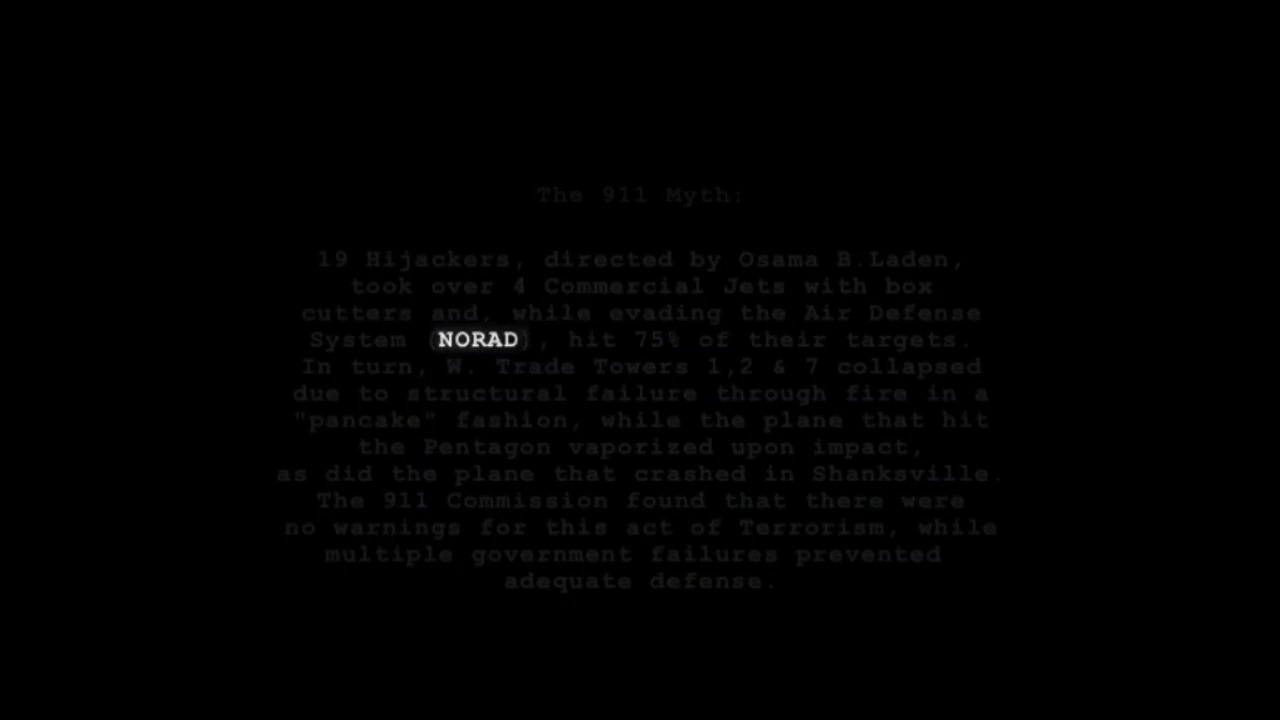 The 911 Myth:
19 Hijackers, directed by Osama B.Laden,
took over 4 Commercial Jets with box
cutters and, while evading the Air Defense
System (NORAD), hit 75% of their targets.
In turn, W. Trade Towers 1,2 & 7 collapsed
due to structural failure through fire in a
"pancake" fashion, while the plane that hit
the Pentagon vaporized upon impact,
as did the plane that crashed in Shanksville.
The 911 Commission found that there were
no warnings for this act of Terrorism, while
multiple government failures prevented
adequate defense.